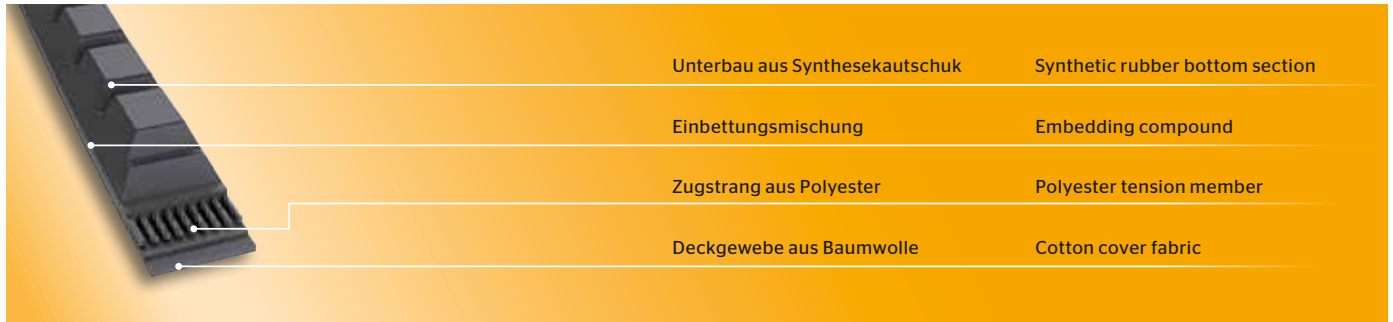 Unterbau aus Synthesekautschuk Synthetic rubber bottom section
Einbettungsmischung Embedding compound
Zugstrang aus Polyester Polyester tension member
Deckgewebe aus Baumwolle Cotton cover fabric